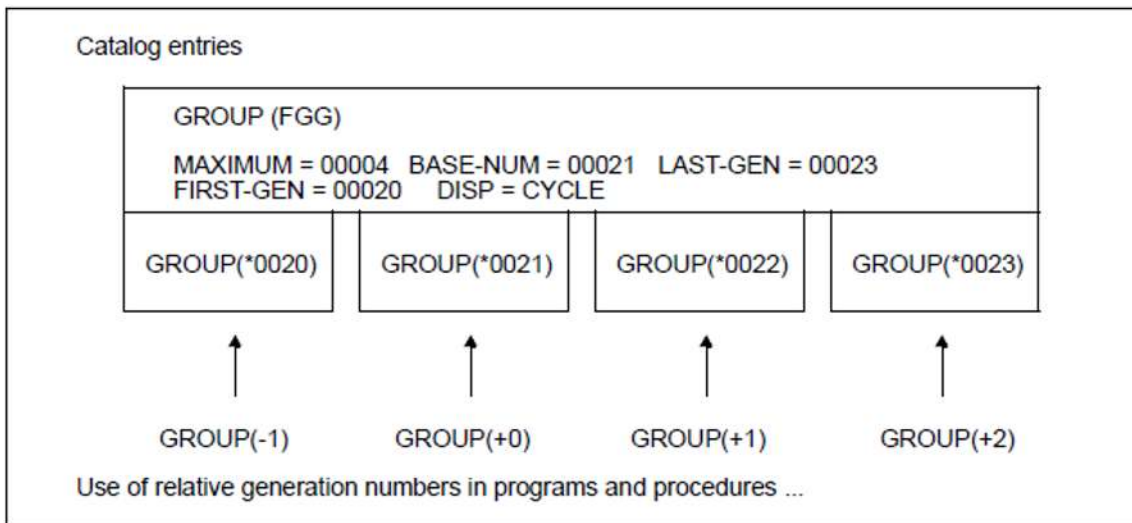 Catalog entries
GROUP (FGG)
MAXIMUM = 00004 BASE-NUM = 00021 LAST-GEN = 00023
FIRST-GEN = 00020 DISP = CYCLE
GROUP(*0020) GROUP(*0021) GROUP(*0022) GROUP(*0023)
GROUP(-1) GROUP(+0) GROUP(+1) GROUP(+2)
Use of relative generation numbers in programs and procedures ...